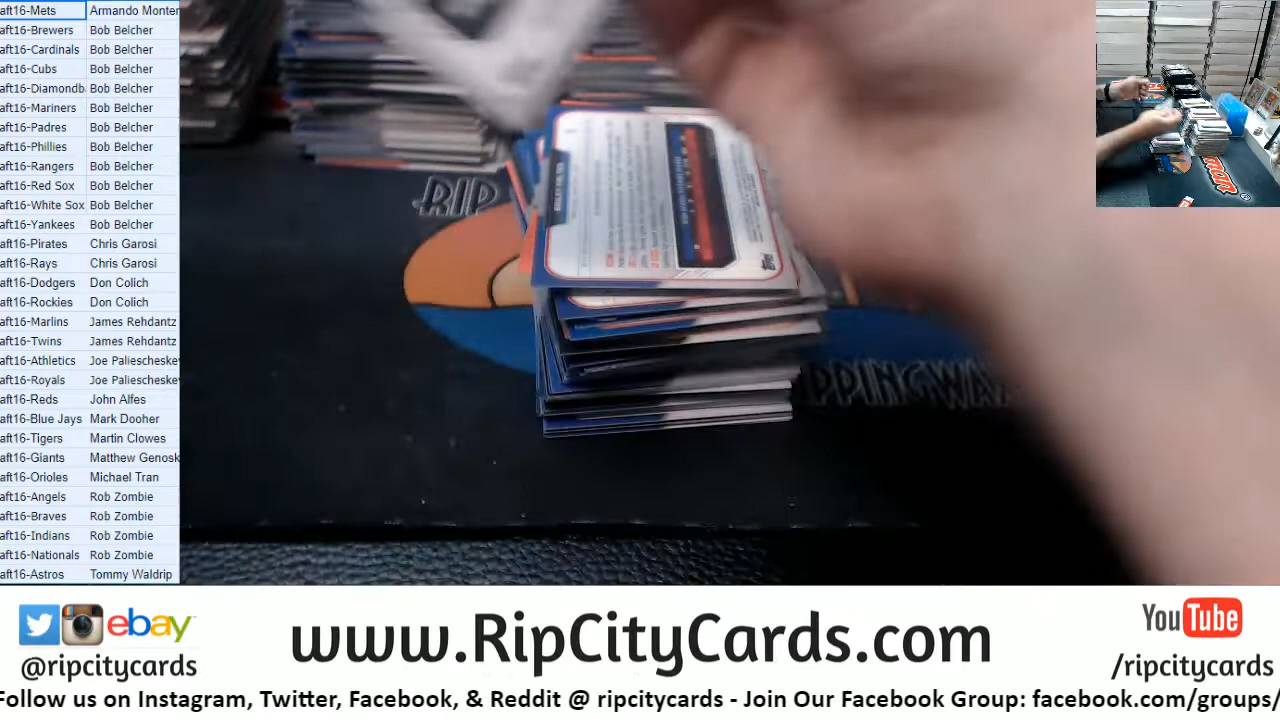 aft16-Mets Armando Monter
aft16-Brewers Bob Belcher
aft16-Cardinals Bob Belcher
aft16-Cubs Bob Belcher
aft16-Diamondb Bob Belcher
aft16-Mariners Bob Belcher
aft16-Padres Bob Belcher
aft16-Phillies Bob Belcher
aft16-Rangers Bob Belcher
aft16-Red Sox Bob Belcher
aft16-White Sox Bob Belcher
aft16-Yankees Bob Belcher
aft16-Pirates Chris Garosi
aft16-Rays Chris Garosi
aft16-Dodgers Don Colich
aft16-Rockies Don Colich
aft16-Marlins James Rehdantz
aft16-Twins James Rehdantz
aft16-Athletics Joe Paliescheskey
aft16-Royals Joe Paliescheskey
aft16-Reds John Alfes
aft16-Blue Jays Mark Dooher
aft16-Tigers Martin Clowes
aft16-Giants Matthew Genosk
aft16-Orioles Michael Tran
aft16-Angels Rob Zombie
aft16-Braves Rob Zombie
aft16-Indians Rob Zombie
aft16-Nationals Rob Zombie
aft16-Astros Tommy Waldrip
RIP
IPPINGWA
Topps
man
ebay
@ripcitycards
www.RipCityCards.com
YouTube
/ripcitycards
Follow us on Instagram, Twitter, Facebook, & Reddit @ ripcitycards - Join Our Facebook Group: facebook.com/groups/